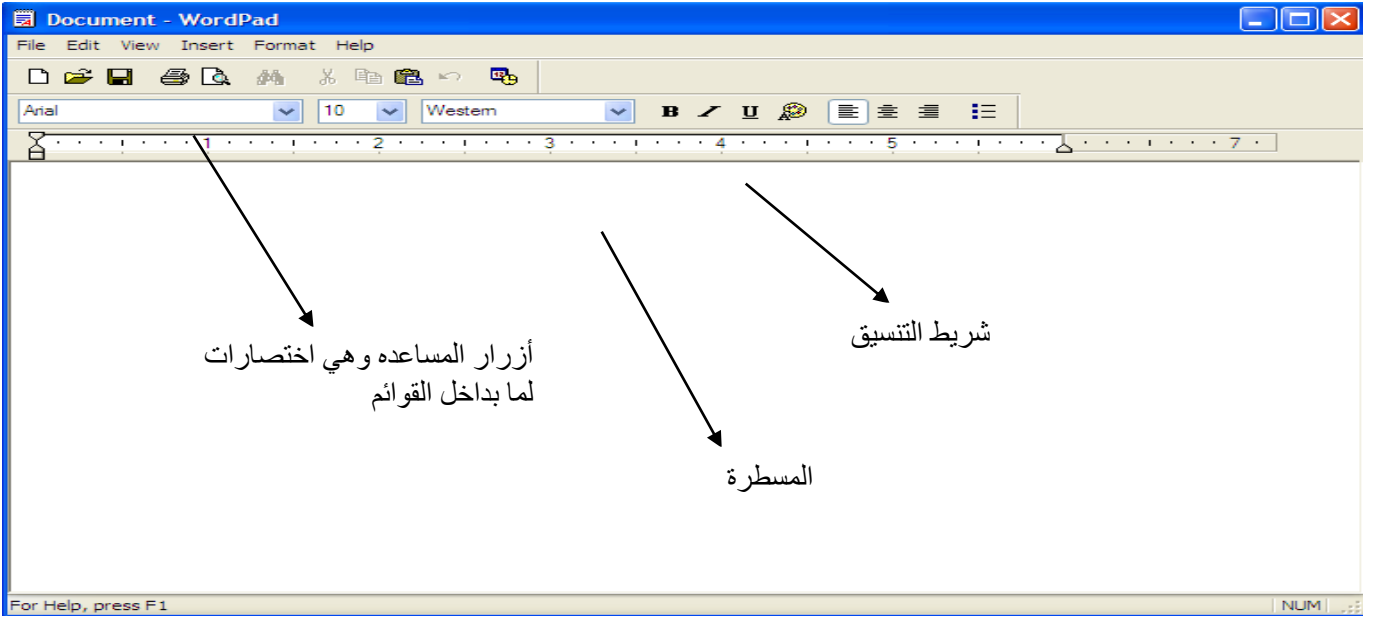 Document - WordPad
File Edit View Insert Format Help
Arial 10 Western B U
1 2 3 4 5 7
شريط التنسيق
أزرار المساعده وهي اختصارات
لما بداخل القوائم
المسطرة
For Help, press F1 NUM